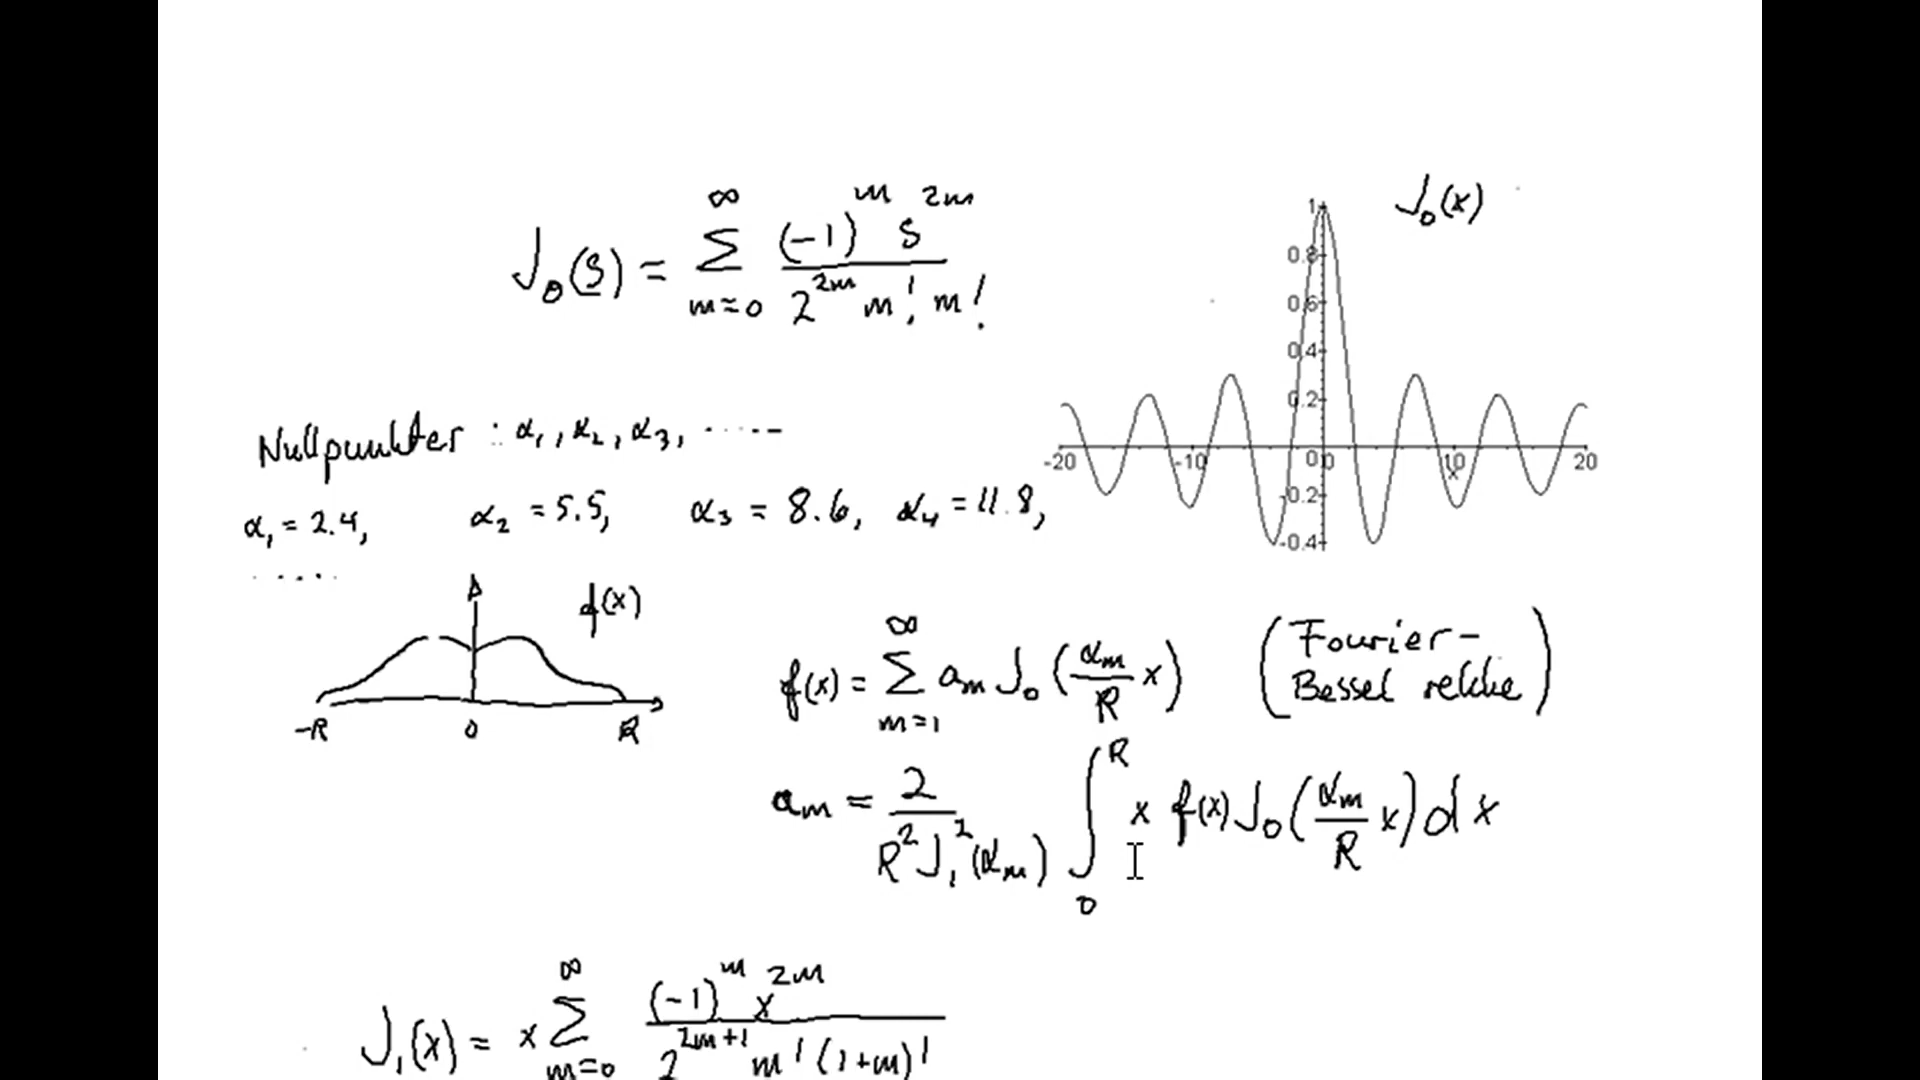 J₀(s) = ∑_{m=0}^{∞} (-1)^m s^{2m} / 2^{2m} m! m!
J₀(x)
1
0.8
0.6
0.4
0.2
-20 -10 0 0 10 20
x
-0.2
-0.4
Nullpunkter : α₁, α₂, α₃, ......
α₁ = 2.4, α₂ = 5.5, α₃ = 8.6, α₄ = 11.8,
.....
f(x)
-R 0 R
f(x) = ∑_{m=1}^{∞} a_m J₀(α_m/R x) (Fourier-
Bessel rekke)
a_m = 2 / R² J₁²(α_m) ∫_0^R x f(x) J₀(α_m/R x) dx
J₁(x) = x ∑_{m=0}^{∞} (-1)^m x^{2m} / 2^{2m+1} m! (1+m)!